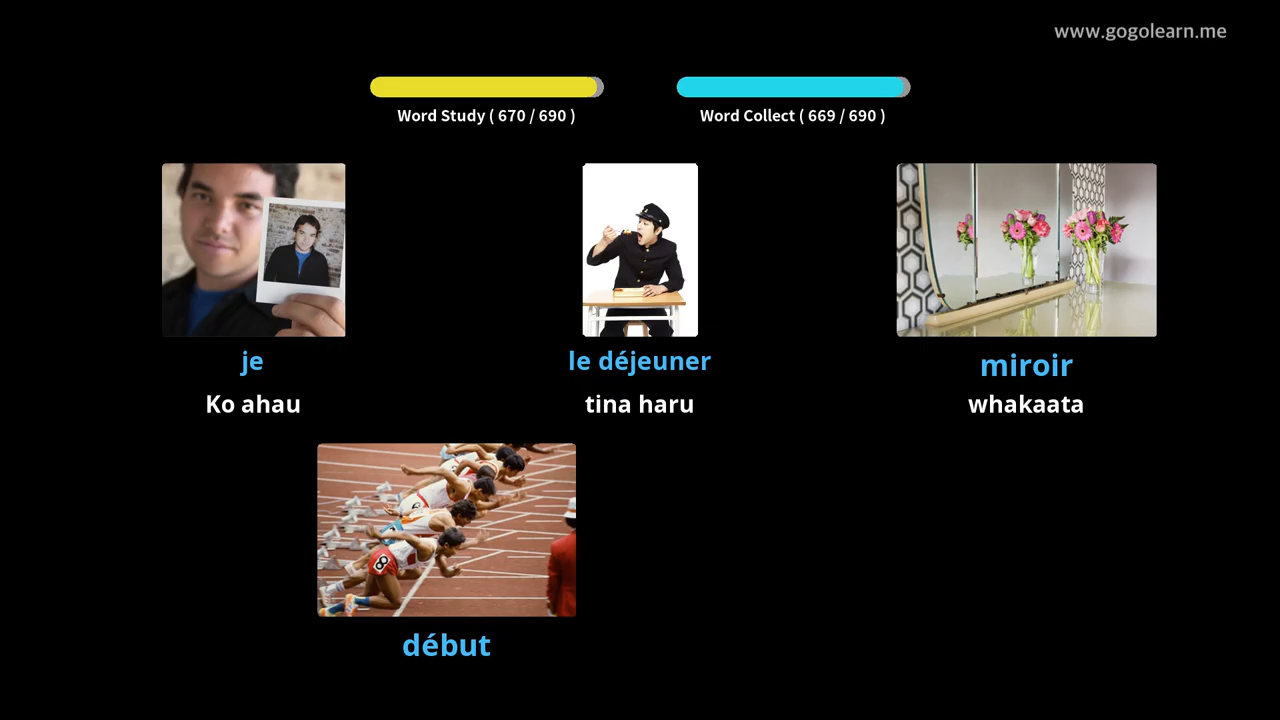 www.gogolearn.me
Word Study ( 670 / 690 )
Word Collect ( 669 / 690 )
je
le déjeuner
miroir
Ko ahau
tina haru
whakaata
8
début